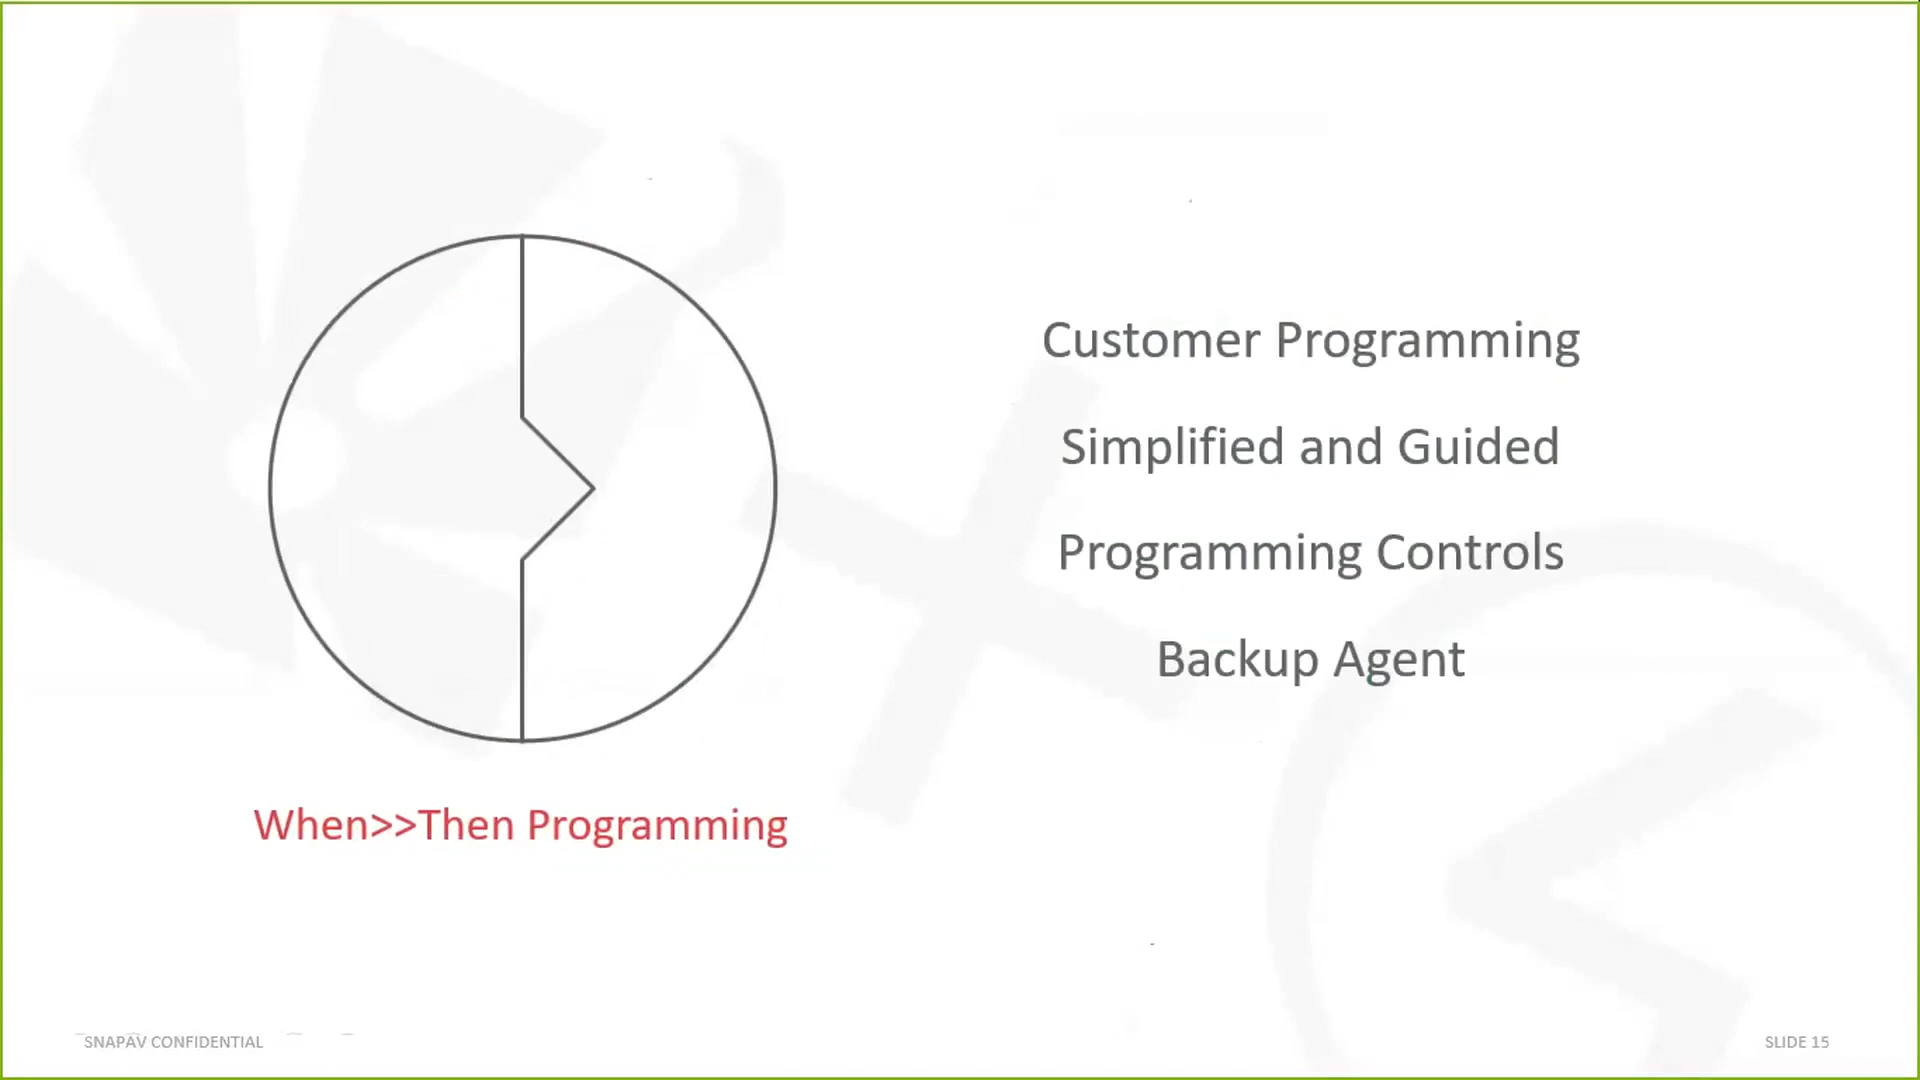 Customer Programming
Simplified and Guided
Programming Controls
Backup Agent
When>>Then Programming
SNAPAV CONFIDENTIAL
SLIDE 15